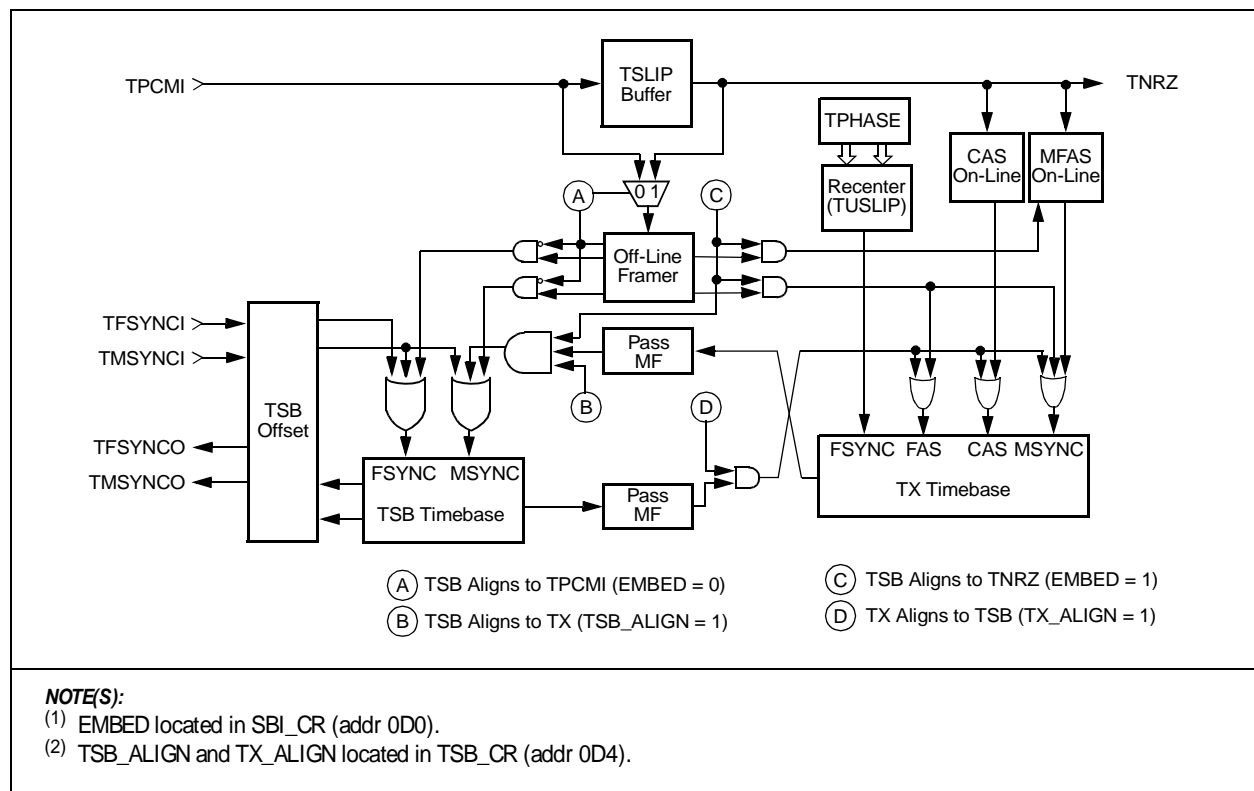 TPCMI
TSLIP
Buffer
TNRZ
TPHASE
CAS
On-Line
MFAS
On-Line
Recenter
(TUSLIP)
A
0 1
C
Off-Line
Framer
TFSYNCI
TMSYNCI
Pass
MF
B
D
TSB
Offset
TFSYNCO
TMSYNCO
FSYNC MSYNC
TSB Timebase
Pass
MF
FSYNC FAS CAS MSYNC
TX Timebase
A TSB Aligns to TPCMI (EMBED = 0)
B TSB Aligns to TX (TSB_ALIGN = 1)
C TSB Aligns to TNRZ (EMBED = 1)
D TX Aligns to TSB (TX_ALIGN = 1)
NOTE(S):
(1) EMBED located in SBI_CR (addr 0D0).
(2) TSB_ALIGN and TX_ALIGN located in TSB_CR (addr 0D4).